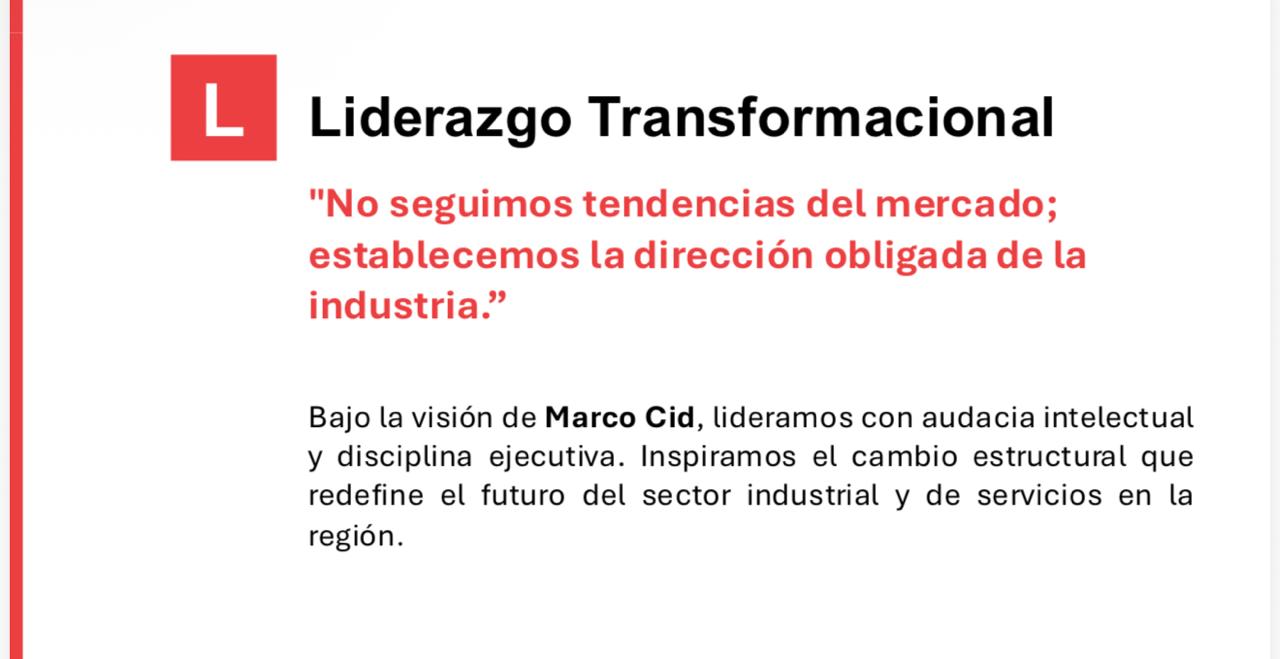 L
Liderazgo Transformacional
"No seguimos tendencias del mercado;
establecemos la dirección obligada de la
industria.”
Bajo la visión de Marco Cid, lideramos con audacia intelectual
y disciplina ejecutiva. Inspiramos el cambio estructural que
redefine el futuro del sector industrial y de servicios en la
región.